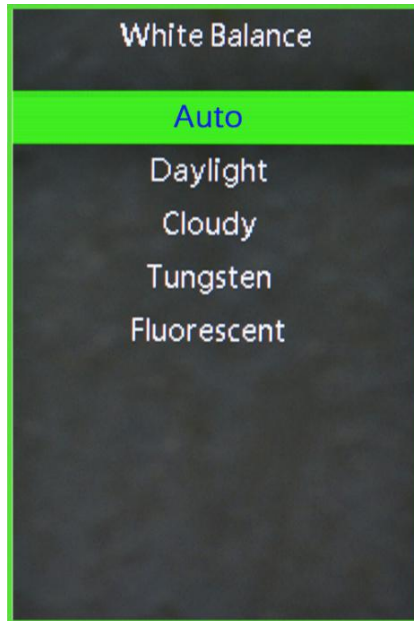 White Balance
Auto
Daylight
Cloudy
Tungsten
Fluorescent